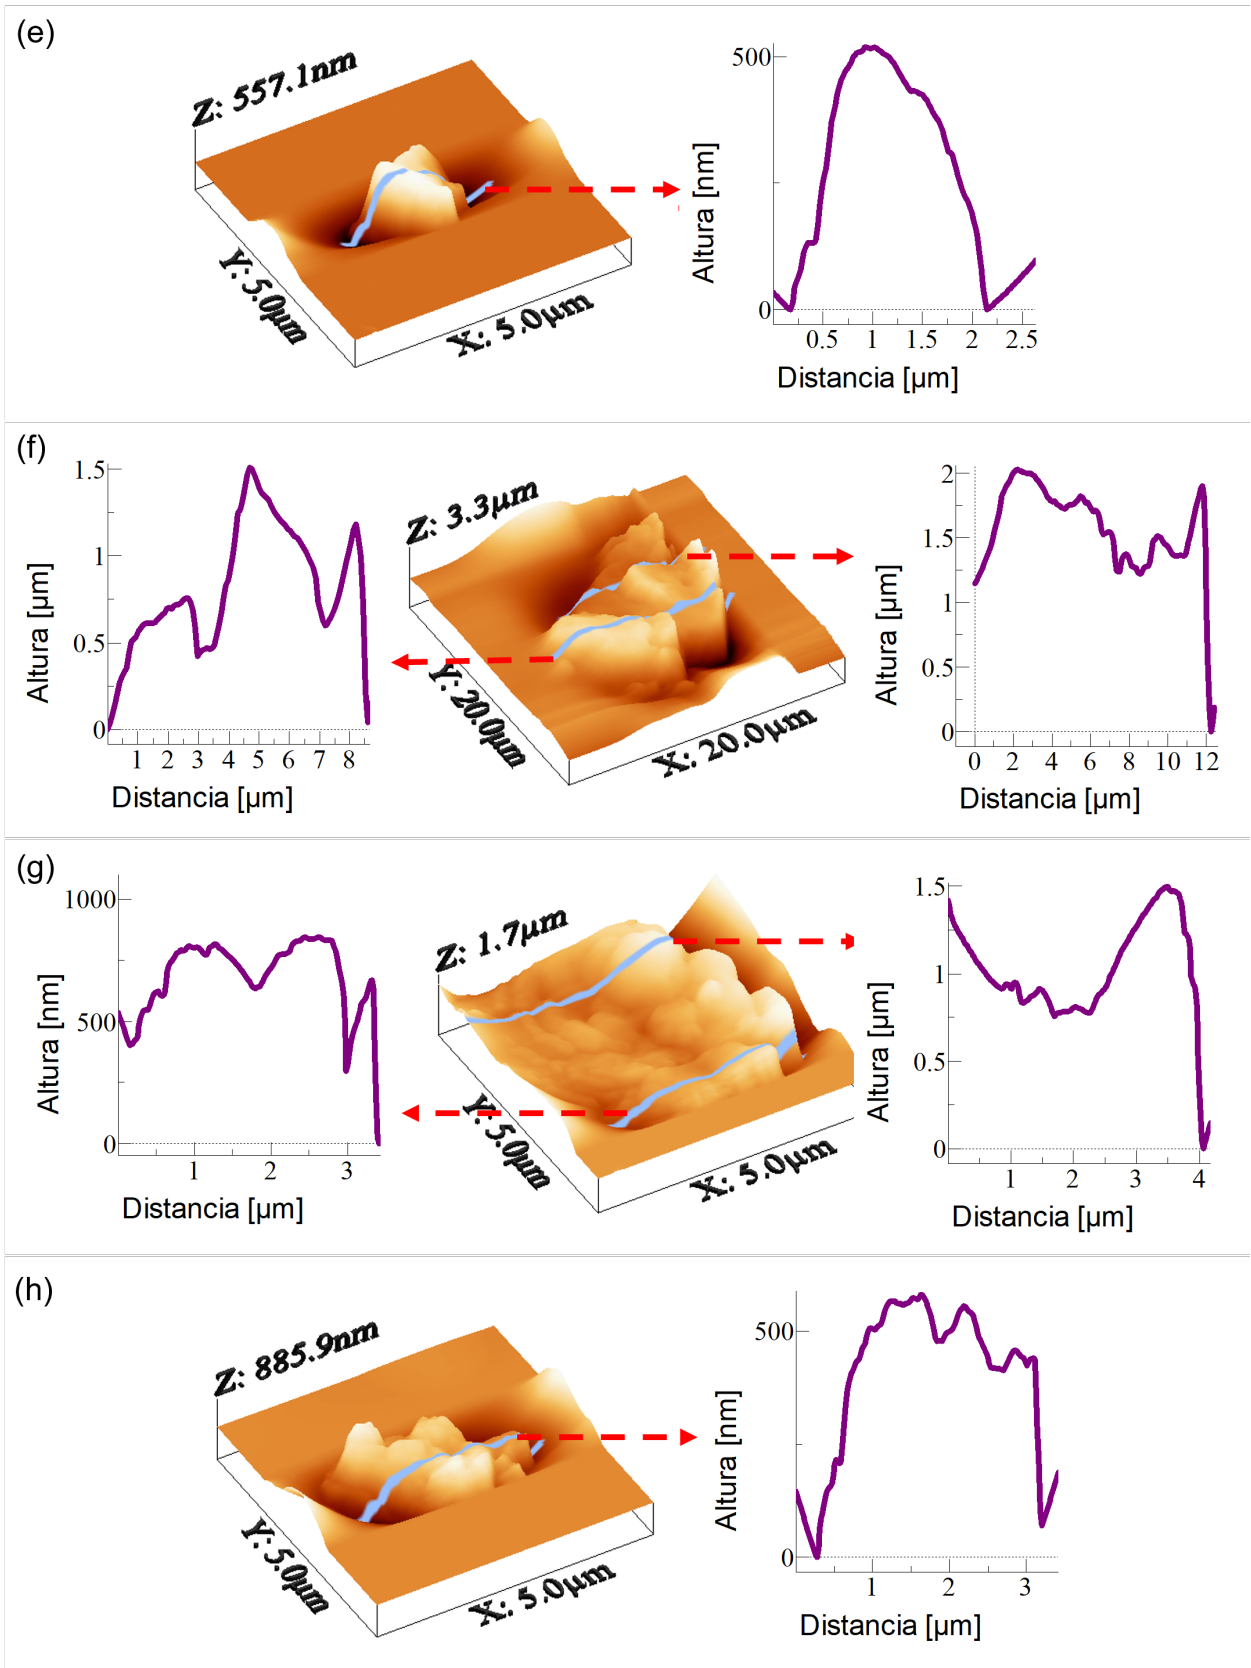 (e)
Z: 557.1nm
Y: 5.0µm
X: 5.0µm
Altura [nm]
500
0
0.5 1 1.5 2 2.5
Distancia [µm]
(f)
Altura [µm]
1.5
1
0.5
0
1 2 3 4 5 6 7 8
Distancia [µm]
Z: 3.3µm
Y: 20.0µm
X: 20.0µm
Altura [µm]
2
1.5
1
0.5
0
0 2 4 6 8 10 12
Distancia [µm]
(g)
Altura [nm]
1000
500
0
1 2 3
Distancia [µm]
Z: 1.7µm
Y: 5.0µm
X: 5.0µm
Altura [µm]
1.5
1
0.5
0
1 2 3 4
Distancia [µm]
(h)
Z: 885.9nm
Y: 5.0µm
X: 5.0µm
Altura [nm]
500
0
1 2 3
Distancia [µm]